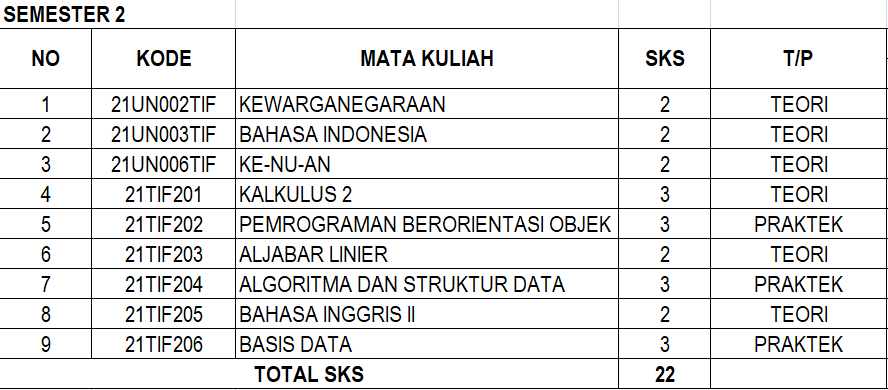 SEMESTER 2
NO KODE MATA KULIAH SKS T/P
1 21UN002TIF KEWARGANEGARAAN 2 TEORI
2 21UN003TIF BAHASA INDONESIA 2 TEORI
3 21UN006TIF KE-NU-AN 2 TEORI
4 21TIF201 KALKULUS 2 3 TEORI
5 21TIF202 PEMROGRAMAN BERORIENTASI OBJEK 3 PRAKTEK
6 21TIF203 ALJABAR LINIER 2 TEORI
7 21TIF204 ALGORITMA DAN STRUKTUR DATA 3 PRAKTEK
8 21TIF205 BAHASA INGGRIS II 2 TEORI
9 21TIF206 BASIS DATA 3 PRAKTEK
TOTAL SKS 22